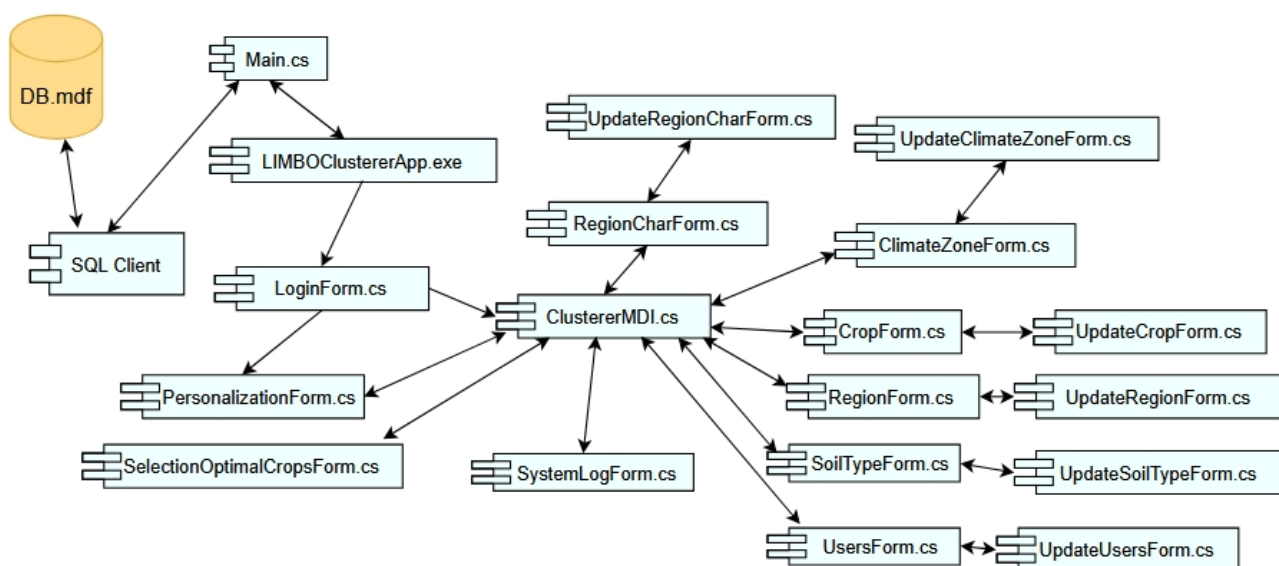 DB.mdf
Main.cs
LIMBOClustererApp.exe
SQL Client
LoginForm.cs
UpdateRegionCharForm.cs
UpdateClimateZoneForm.cs
RegionCharForm.cs
ClimateZoneForm.cs
ClustererMDI.cs
CropForm.cs
UpdateCropForm.cs
PersonalizationForm.cs
RegionForm.cs
UpdateRegionForm.cs
SelectionOptimalCropsForm.cs
SystemLogForm.cs
SoilTypeForm.cs
UpdateSoilTypeForm.cs
UsersForm.cs
UpdateUsersForm.cs